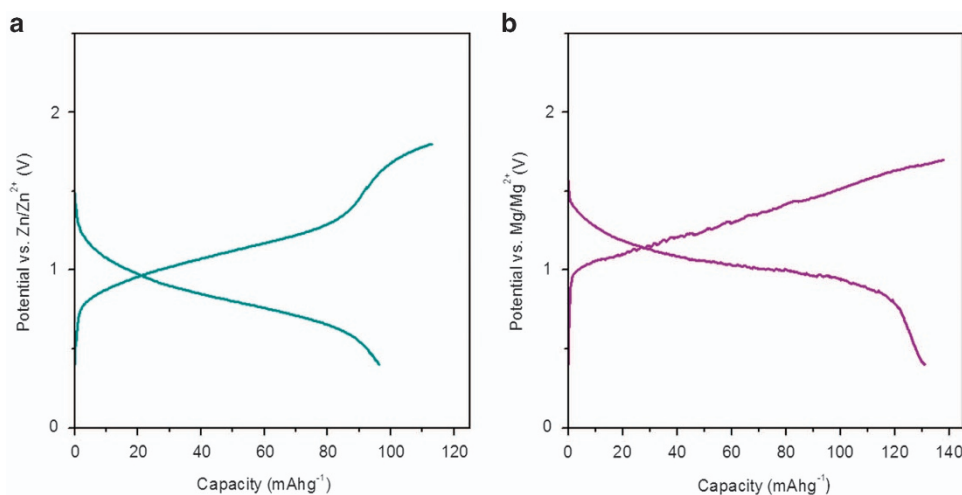 a
Potential vs. Zn/Zn²⁺ (V)
2
1
0
0 20 40 60 80 100 120
Capacity (mAhg⁻¹)
b
Potential vs. Mg/Mg²⁺ (V)
2
1
0
0 20 40 60 80 100 120 140
Capacity (mAhg⁻¹)